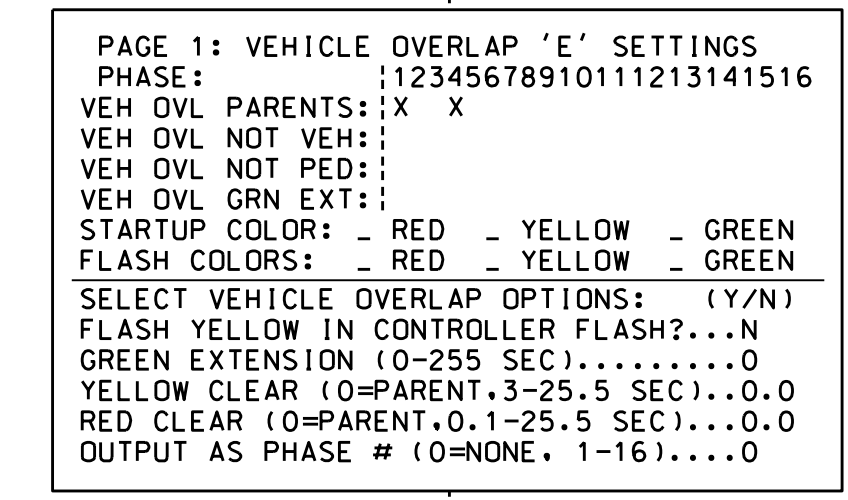 PAGE 1: VEHICLE OVERLAP 'E' SETTINGS
PHASE: ¦12345678910111213141516
VEH OVL PARENTS:¦X  X
VEH OVL NOT VEH:¦
VEH OVL NOT PED:¦
VEH OVL GRN EXT:¦
STARTUP COLOR: _ RED _ YELLOW _ GREEN
FLASH COLORS: _ RED _ YELLOW _ GREEN
SELECT VEHICLE OVERLAP OPTIONS: (Y/N)
FLASH YELLOW IN CONTROLLER FLASH?...N
GREEN EXTENSION (0-255 SEC).........0
YELLOW CLEAR (0=PARENT,3-25.5 SEC)..0.0
RED CLEAR (0=PARENT,0.1-25.5 SEC)...0.0
OUTPUT AS PHASE # (0=NONE, 1-16)....0